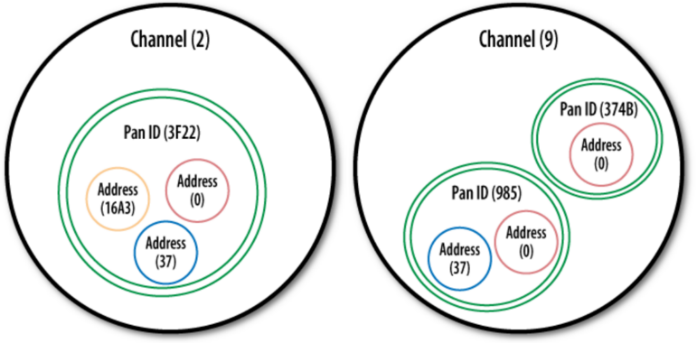 Channel (2)
Pan ID (3F22)
Address
(16A3)
Address
(0)
Address
(37)
Channel (9)
Pan ID (374B)
Address
(0)
Pan ID (985)
Address
(37)
Address
(0)